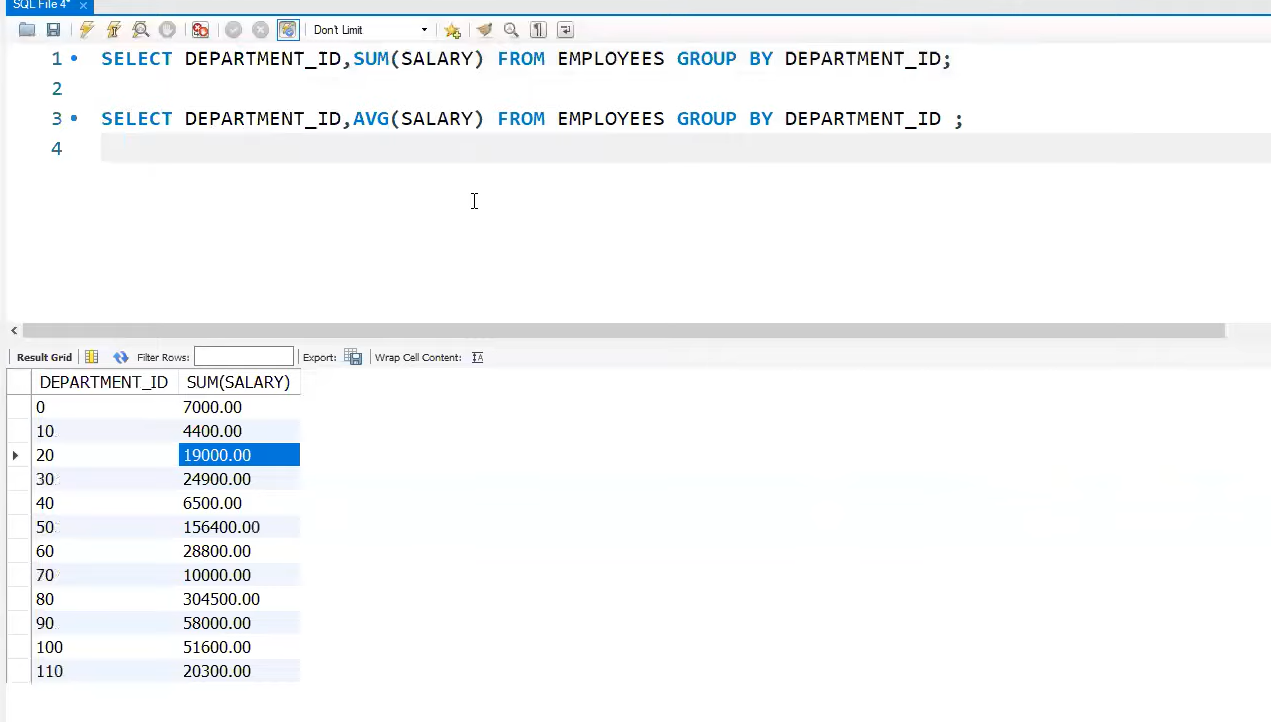 SQL File 4*
Don't Limit
1 SELECT DEPARTMENT_ID,SUM(SALARY) FROM EMPLOYEES GROUP BY DEPARTMENT_ID;
2
3 SELECT DEPARTMENT_ID,AVG(SALARY) FROM EMPLOYEES GROUP BY DEPARTMENT_ID ;
4
Result Grid Filter Rows: Export: Wrap Cell Content:
DEPARTMENT_ID SUM(SALARY)
0 7000.00
10 4400.00
20 19000.00
30 24900.00
40 6500.00
50 156400.00
60 28800.00
70 10000.00
80 304500.00
90 58000.00
100 51600.00
110 20300.00